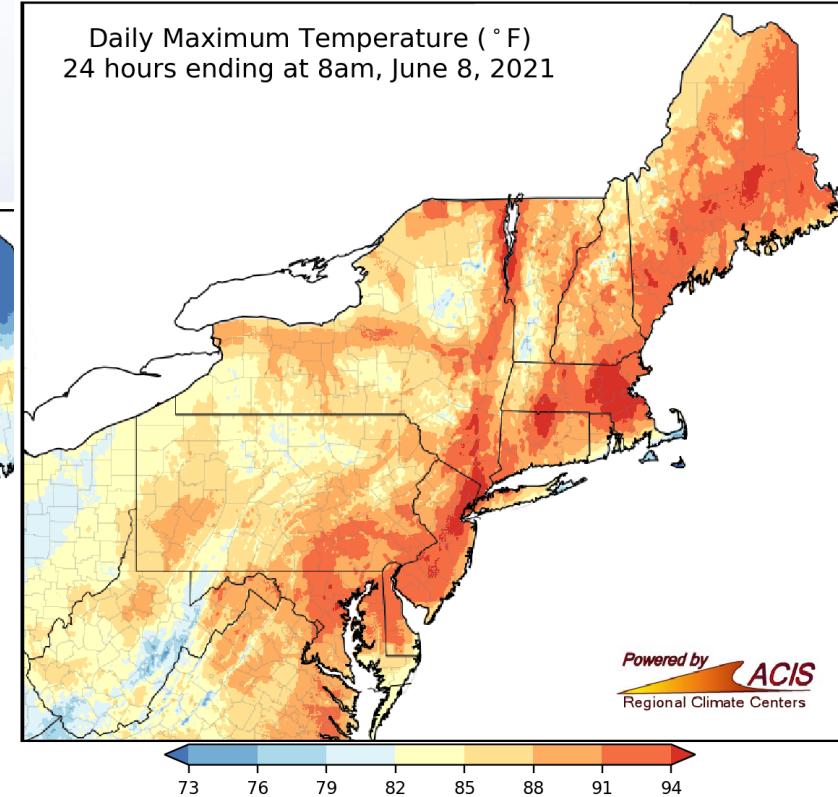 Daily Maximum Temperature (°F)
24 hours ending at 8am, June 8, 2021
Powered by
ACIS
Regional Climate Centers
73 76 79 82 85 88 91 94